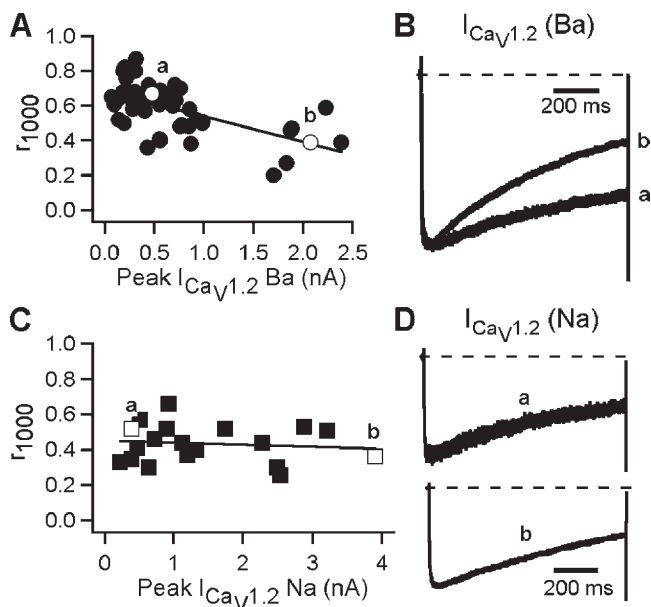 A
r1000
1.0
0.8
0.6
0.4
0.2
0.0
a
b
0.0 0.5 1.0 1.5 2.0 2.5
Peak ICaV1.2 Ba (nA)
B
ICaV1.2 (Ba)
200 ms
b
a
C
r1000
1.0
0.8
0.6
0.4
0.2
0.0
a
b
0 1 2 3 4
Peak ICaV1.2 Na (nA)
D
ICaV1.2 (Na)
a
b
200 ms